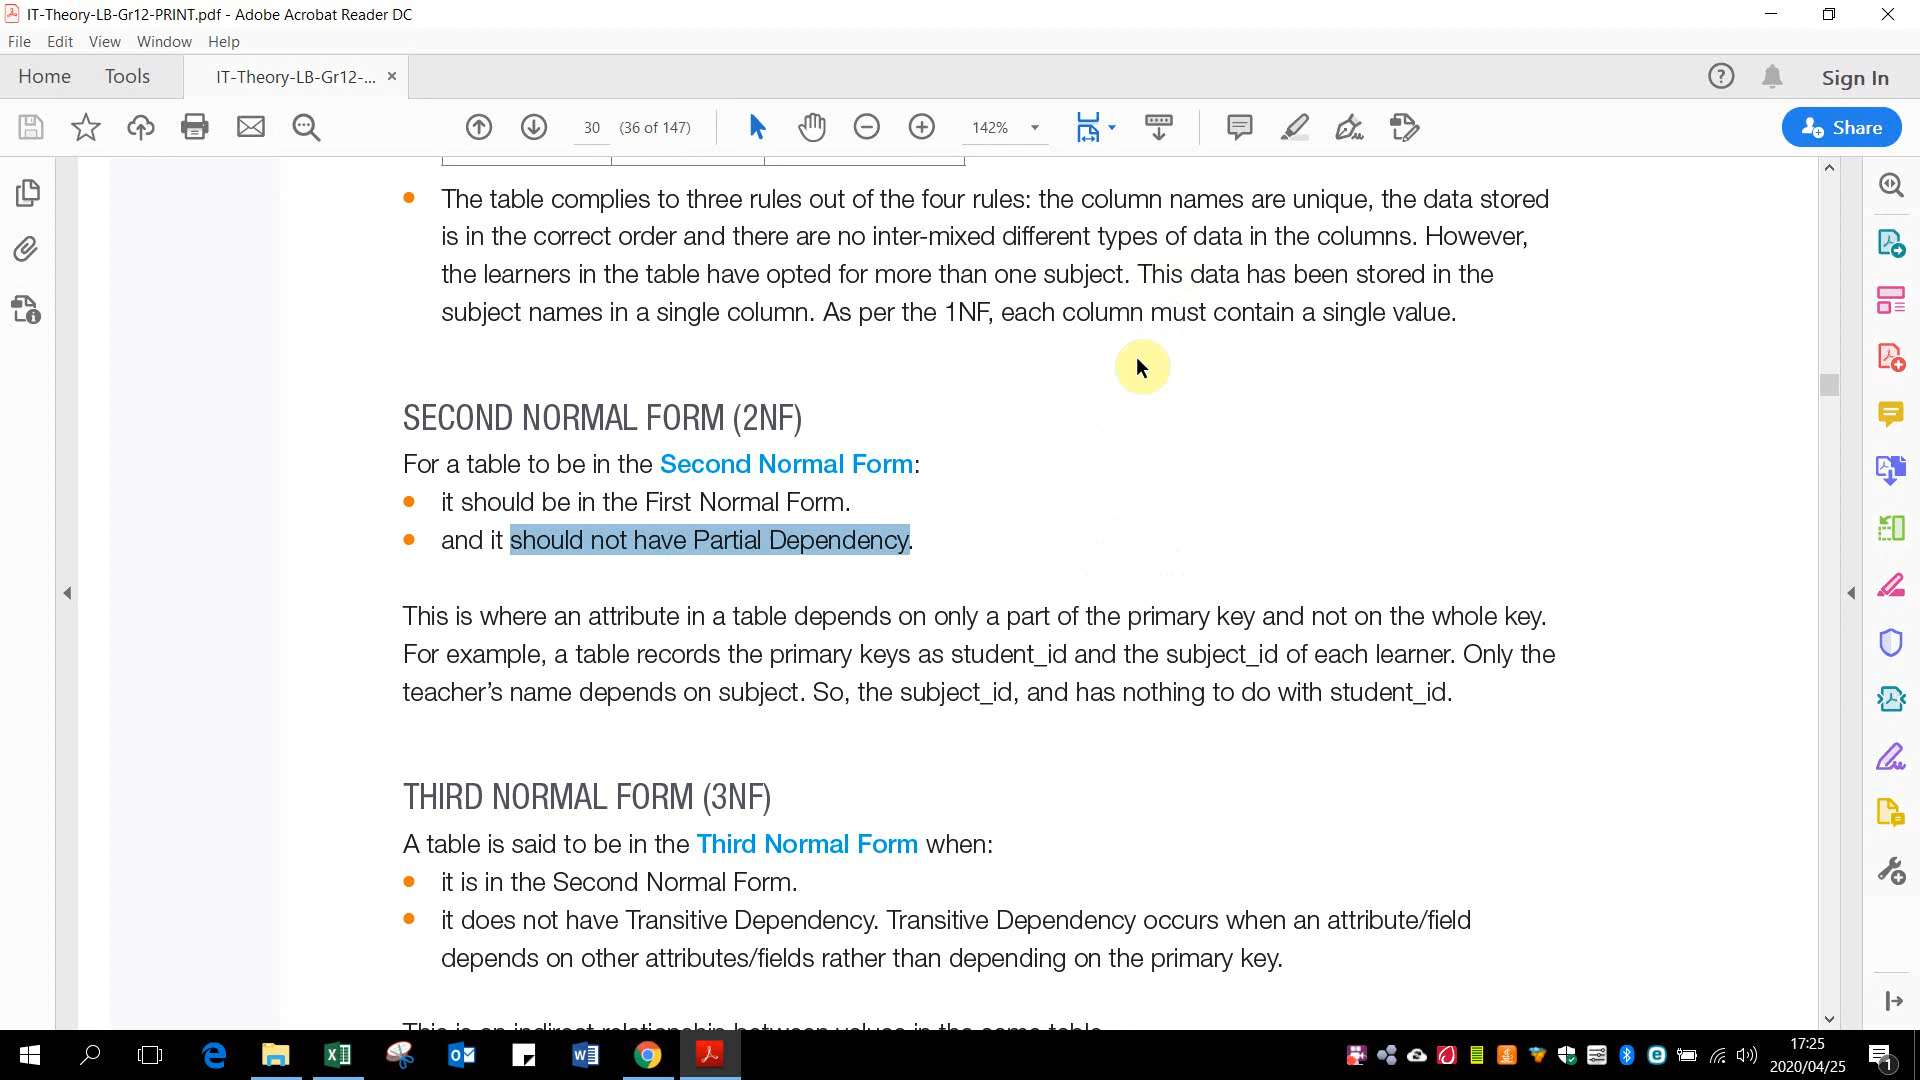 IT-Theory-LB-Gr12-PRINT.pdf - Adobe Acrobat Reader DC
File Edit View Window Help
Home Tools IT-Theory-LB-Gr12-... × Sign In
30 (36 of 147) 142% Share
The table complies to three rules out of the four rules: the column names are unique, the data stored
is in the correct order and there are no inter-mixed different types of data in the columns. However,
the learners in the table have opted for more than one subject. This data has been stored in the
subject names in a single column. As per the 1NF, each column must contain a single value.
SECOND NORMAL FORM (2NF)
For a table to be in the Second Normal Form:
it should be in the First Normal Form.
and it should not have Partial Dependency.
This is where an attribute in a table depends on only a part of the primary key and not on the whole key.
For example, a table records the primary keys as student_id and the subject_id of each learner. Only the
teacher's name depends on subject. So, the subject_id, and has nothing to do with student_id.
THIRD NORMAL FORM (3NF)
A table is said to be in the Third Normal Form when:
it is in the Second Normal Form.
it does not have Transitive Dependency. Transitive Dependency occurs when an attribute/field
depends on other attributes/fields rather than depending on the primary key.
This is an indirect relationship between values in the same table
17:25
2020/04/25
1